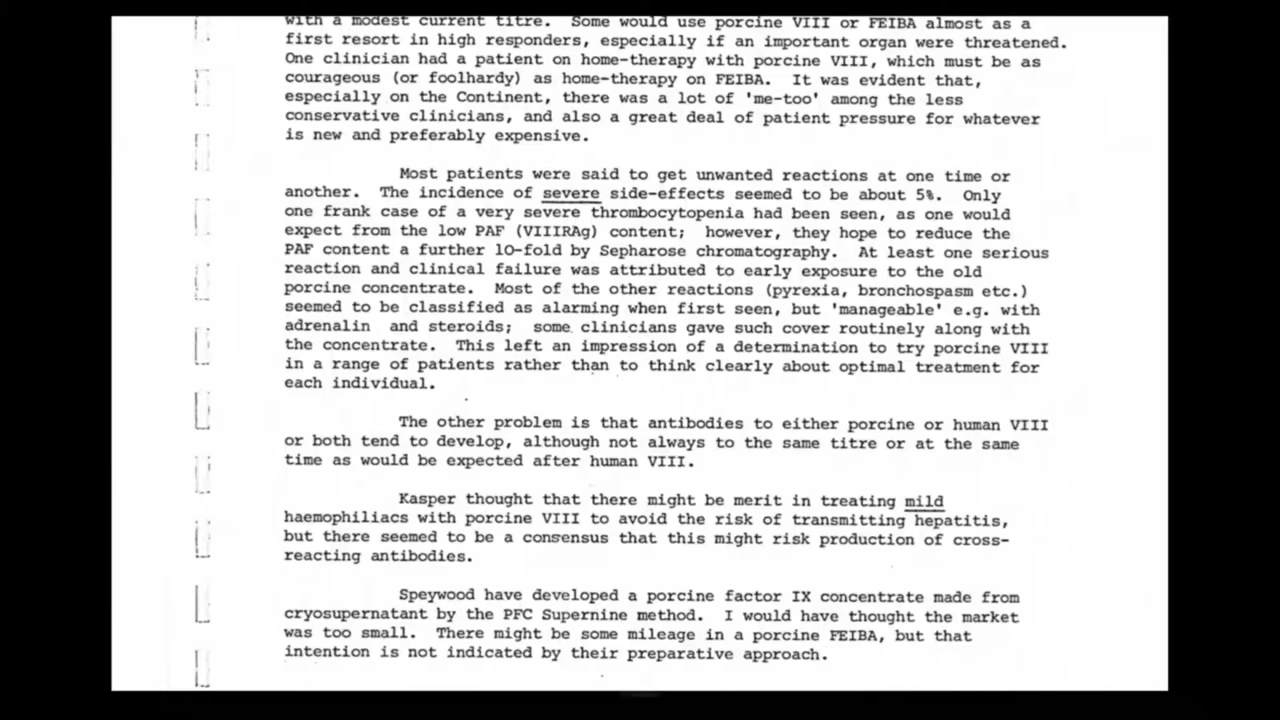 with a modest current titre. Some would use porcine VIII or FEIBA almost as a
first resort in high responders, especially if an important organ were threatened.
One clinician had a patient on home-therapy with porcine VIII, which must be as
courageous (or foolhardy) as home-therapy on FEIBA. It was evident that,
especially on the Continent, there was a lot of 'me-too' among the less
conservative clinicians, and also a great deal of patient pressure for whatever
is new and preferably expensive.
Most patients were said to get unwanted reactions at one time or
another. The incidence of severe side-effects seemed to be about 5%. Only
one frank case of a very severe thrombocytopenia had been seen, as one would
expect from the low PAF (VIIIRAg) content; however, they hope to reduce the
PAF content a further 10-fold by Sepharose chromatography. At least one serious
reaction and clinical failure was attributed to early exposure to the old
porcine concentrate. Most of the other reactions (pyrexia, bronchospasm etc.)
seemed to be classified as alarming when first seen, but 'manageable' e.g. with
adrenalin and steroids; some clinicians gave such cover routinely along with
the concentrate. This left an impression of a determination to try porcine VIII
in a range of patients rather than to think clearly about optimal treatment for
each individual.
The other problem is that antibodies to either porcine or human VIII
or both tend to develop, although not always to the same titre or at the same
time as would be expected after human VIII.
Kasper thought that there might be merit in treating mild
haemophiliacs with porcine VIII to avoid the risk of transmitting hepatitis,
but there seemed to be a consensus that this might risk production of cross-
reacting antibodies.
Speywood have developed a porcine factor IX concentrate made from
cryosupernatant by the PFC Supernine method. I would have thought the market
was too small. There might be some mileage in a porcine FEIBA, but that
intention is not indicated by their preparative approach.